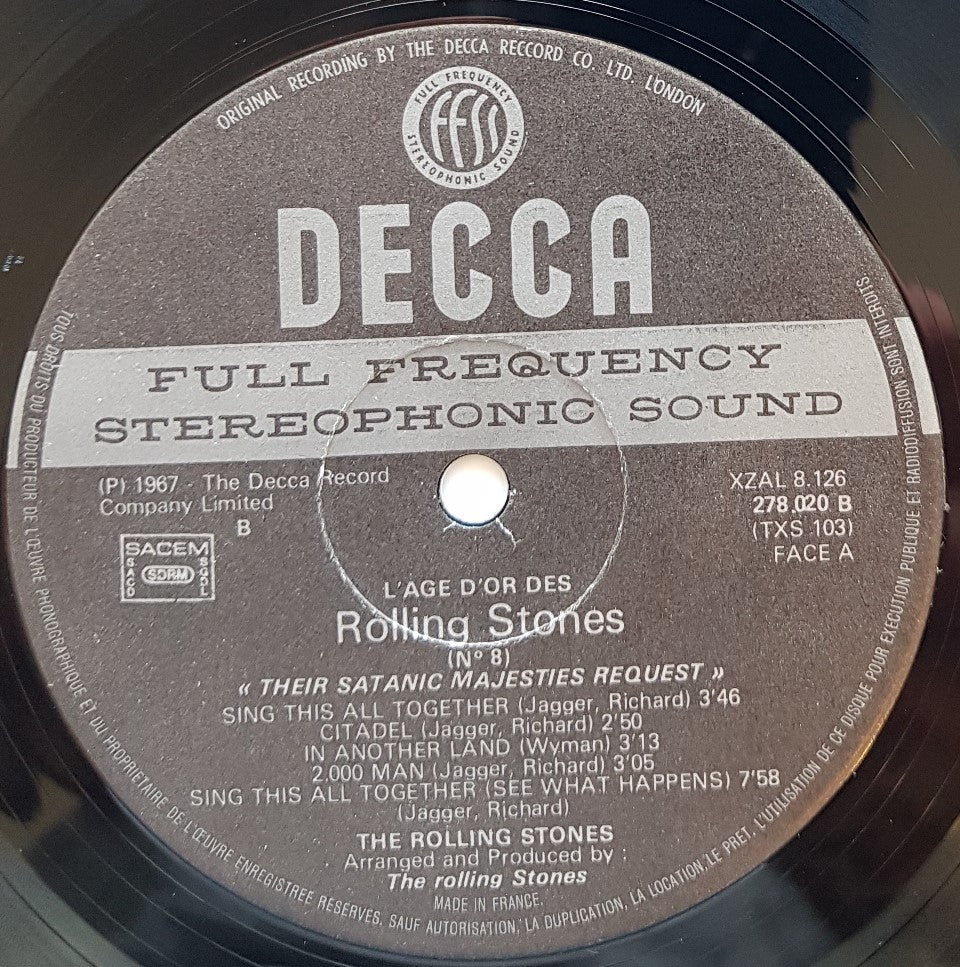 ORIGINAL RECORDING BY THE DECCA RECCORD CO. LTD. LONDON
FULL FREQUENCY
FFSS
STEREOPHONIC SOUND
DECCA
FULL FREQUENCY
STEREOPHONIC SOUND
(P) 1967 - The Decca Record
Company Limited
B
SACEM
SACD
SDRM
SGDL
XZAL 8.126
278.020 B
(TXS 103)
FACE A
L'AGE D'OR DES
Rolling Stones
(N° 8)
« THEIR SATANIC MAJESTIES REQUEST »
SING THIS ALL TOGETHER (Jagger, Richard) 3'46
CITADEL (Jagger, Richard) 2'50
IN ANOTHER LAND (Wyman) 3'13
2.000 MAN (Jagger, Richard) 3'05
SING THIS ALL TOGETHER (SEE WHAT HAPPENS) 7'58
(Jagger, Richard)
THE ROLLING STONES
Arranged and Produced by :
The rolling Stones
MADE IN FRANCE.
TOUS DROITS DU PRODUCTEUR DE L'ŒUVRE PHONOGRAPHIQUE ET DU PROPRIETAIRE DE L'ŒUVRE ENREGISTREE RESERVES. SAUF AUTORISATION, LA DUPLICATION, LA LOCATION, LE PRET, L'UTILISATION DE CE DISQUE POUR EXECUTION PUBLIQUE ET RADIODIFFUSION SONT INTERDITS